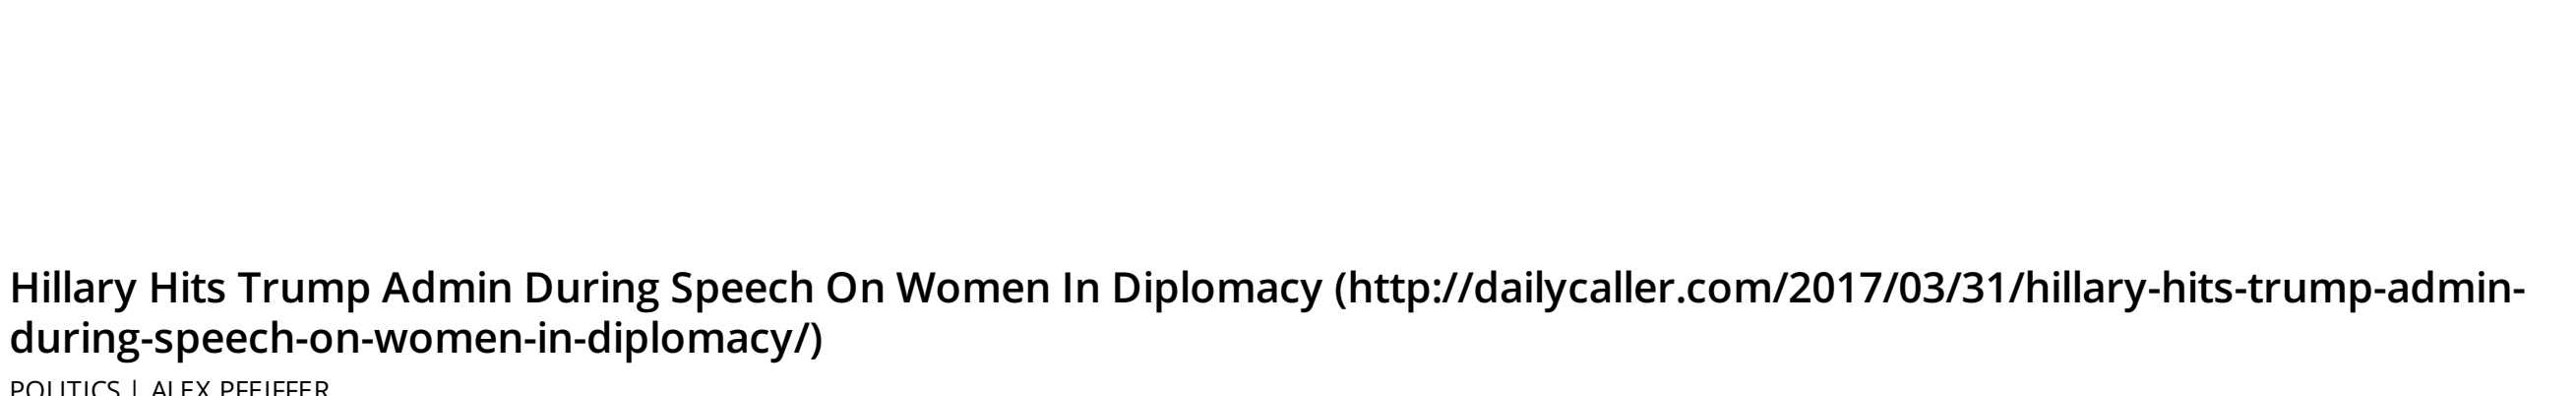 Hillary Hits Trump Admin During Speech On Women In Diplomacy (http://dailycaller.com/2017/03/31/hillary-hits-trump-admin-
during-speech-on-women-in-diplomacy/)
POLITICS | ALEX PFEIFFER